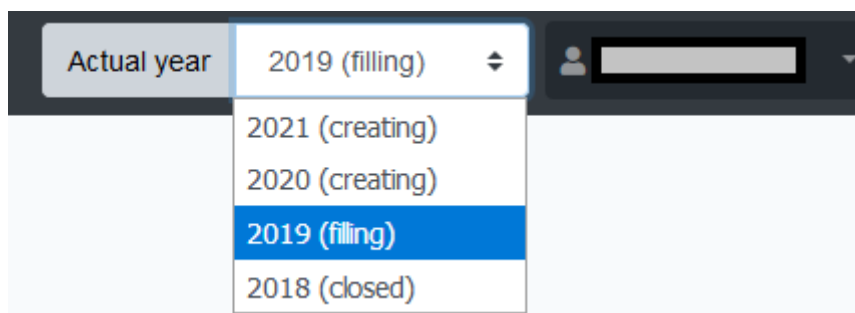 Actual year 2019 (filling)
2021 (creating)
2020 (creating)
2019 (filling)
2018 (closed)